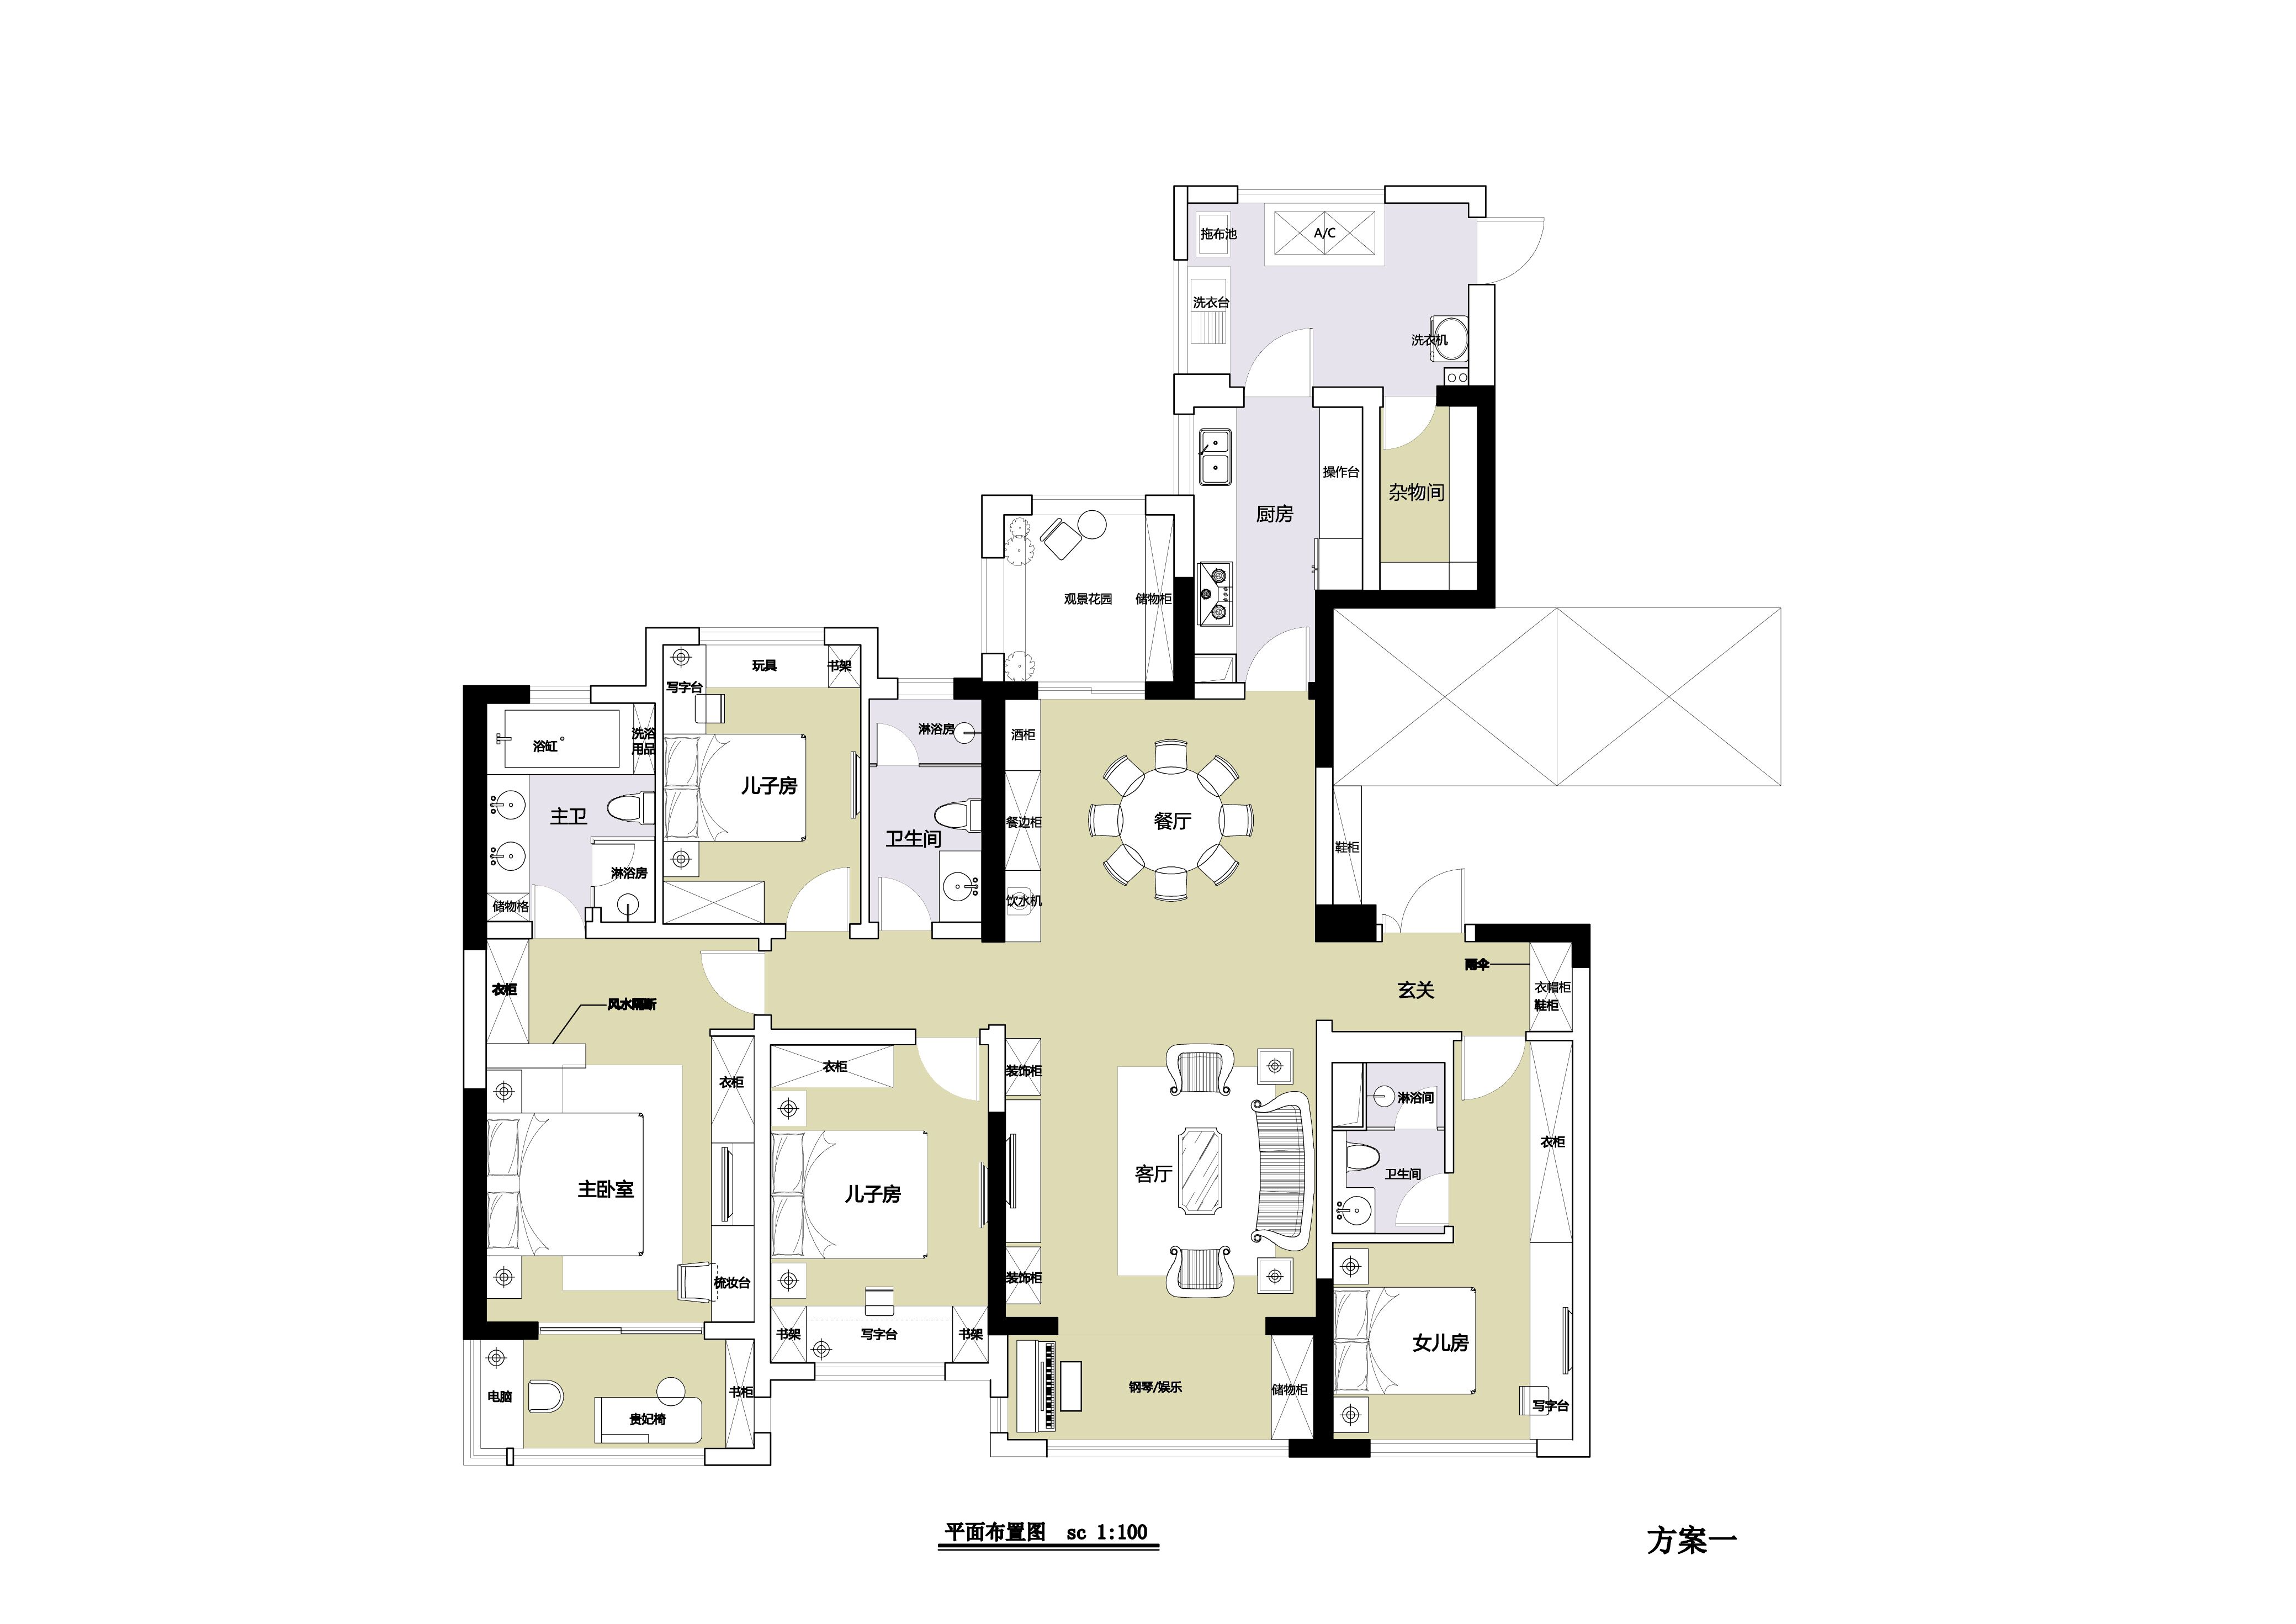 拖布池
A/C
洗衣台
洗衣机
操作台
杂物间
厨房
观景花园
储物柜
玩具
书架
写字台
儿子房
浴缸
洗浴
用品
主卫
淋浴房
储物格
淋浴房
卫生间
酒柜
餐边柜
饮水机
餐厅
鞋柜
雨伞
玄关
衣帽柜
鞋柜
衣柜
风水隔断
衣柜
主卧室
梳妆台
衣柜
儿子房
书架
写字台
书架
装饰柜
客厅
装饰柜
淋浴间
卫生间
衣柜
女儿房
写字台
电脑
贵妃椅
书柜
钢琴/娱乐
储物柜
平面布置图 sc 1:100
方案一